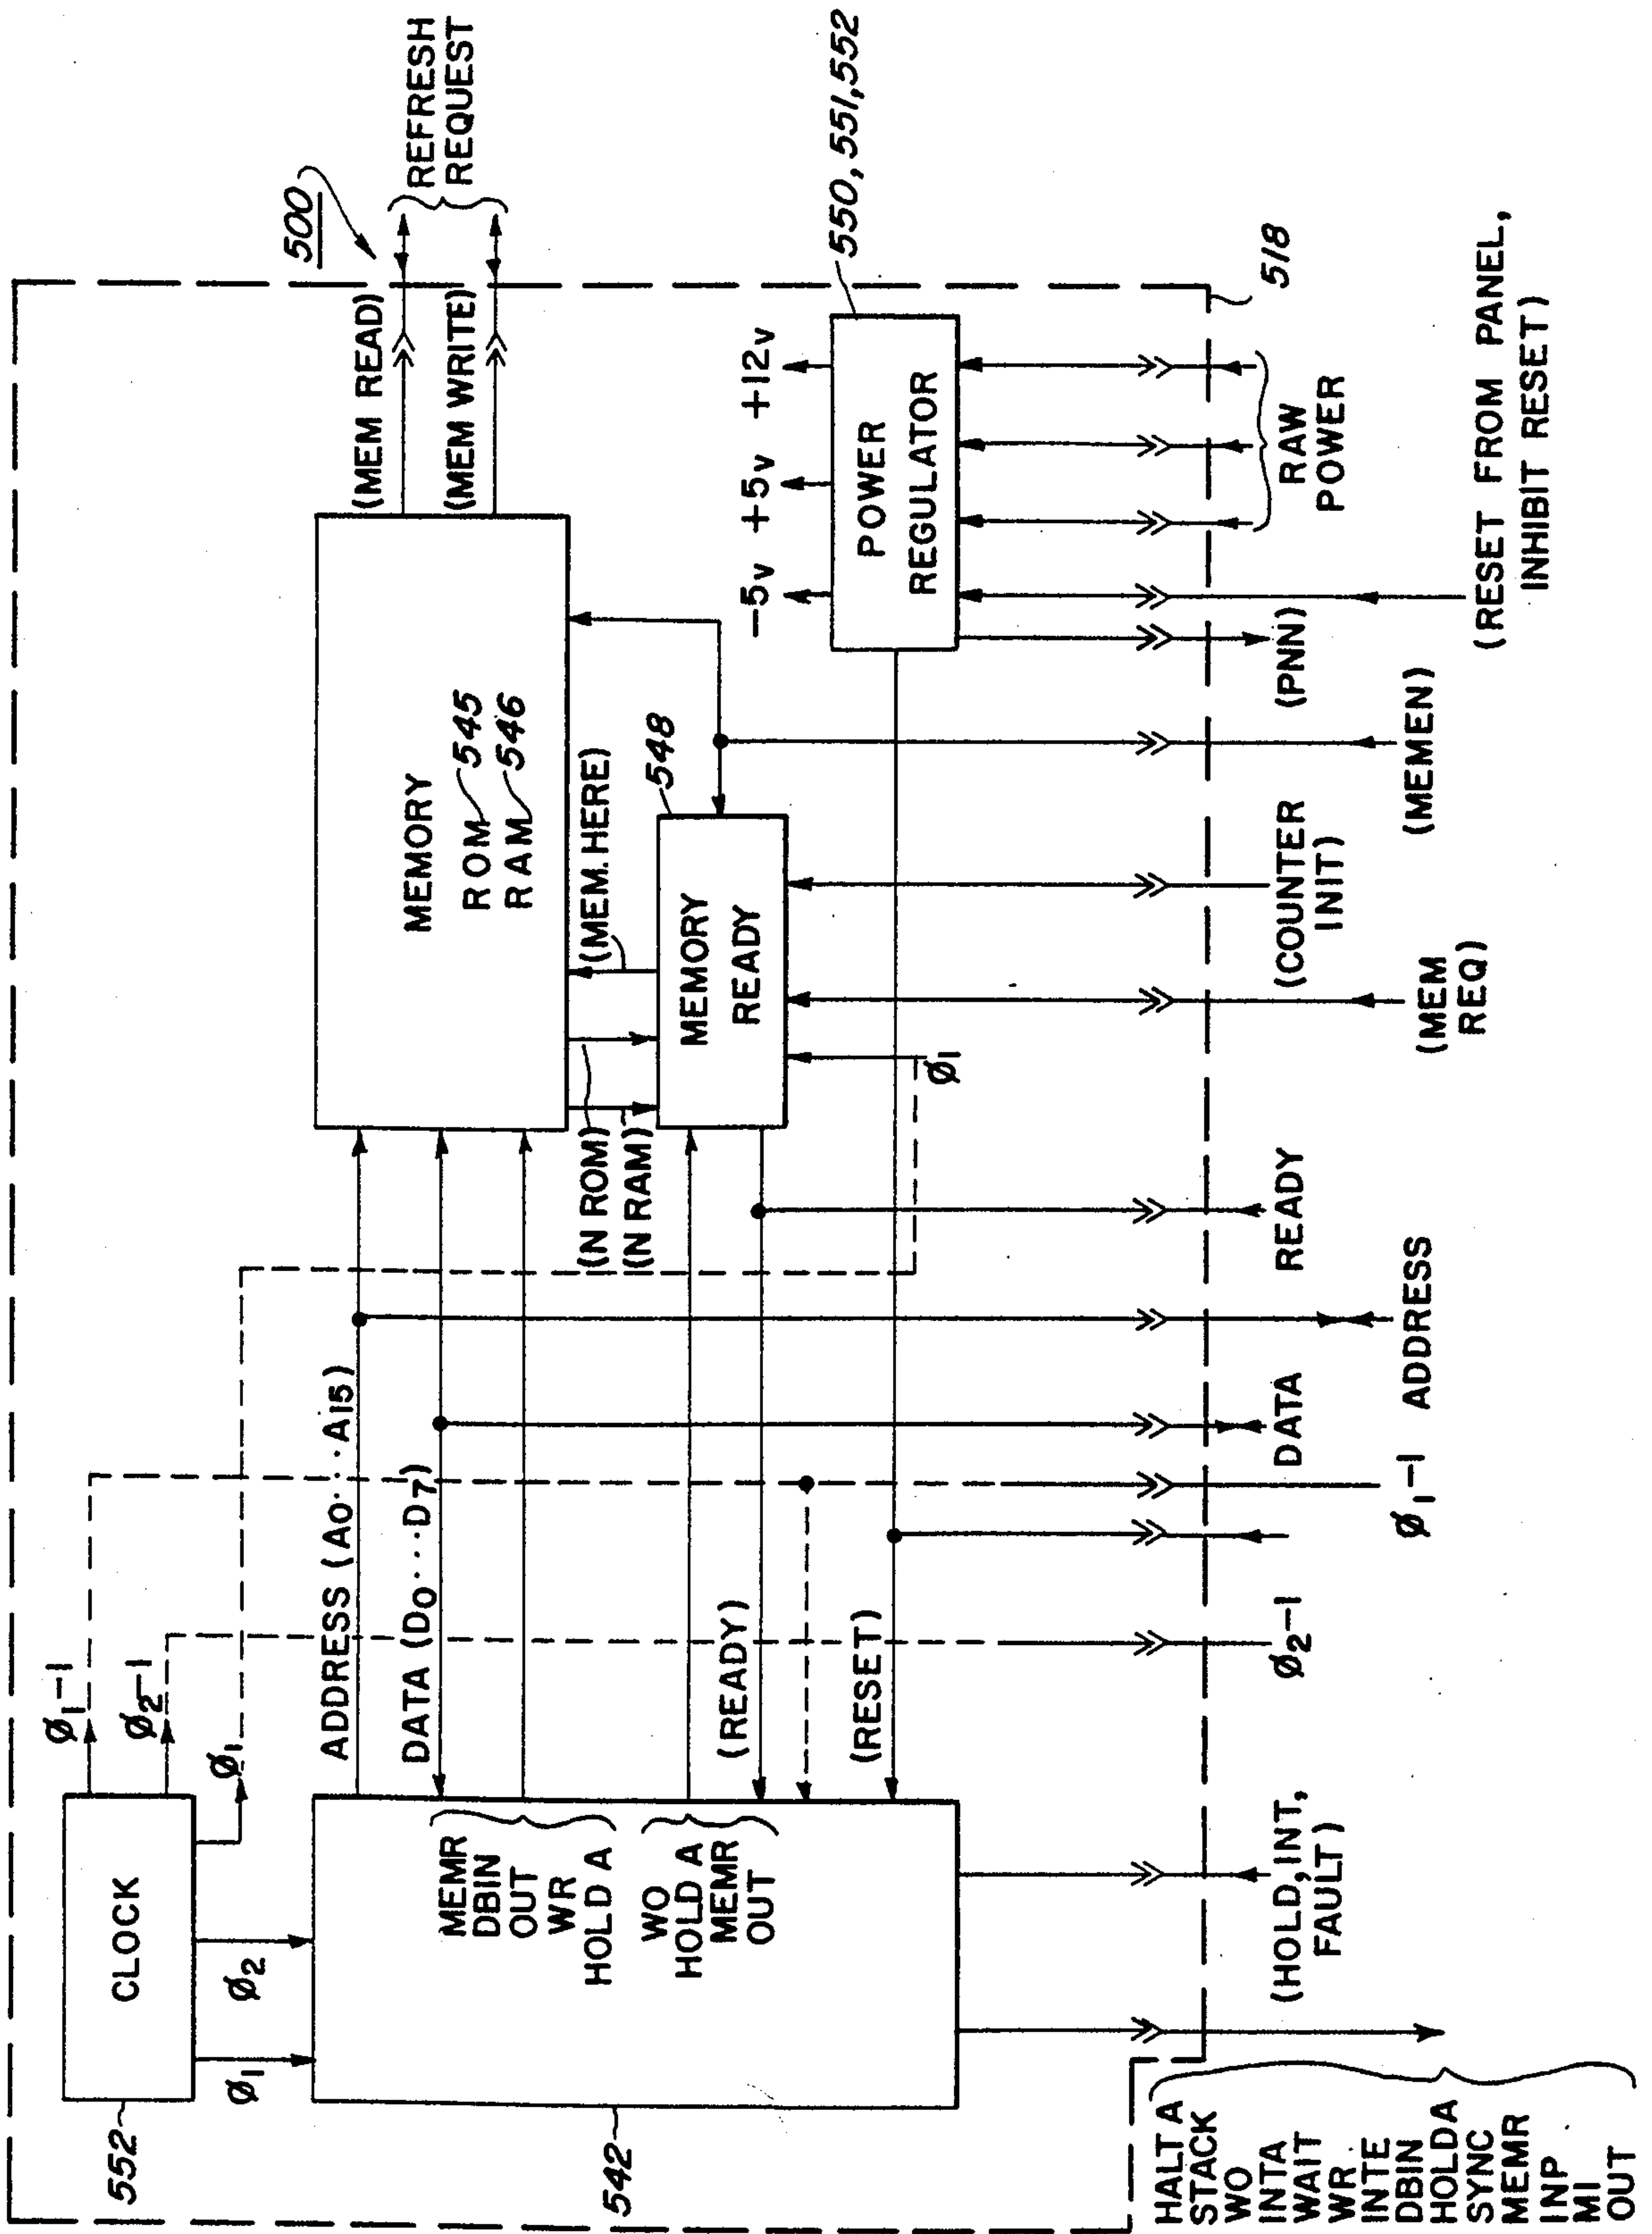 552
CLOCK
Ø1
Ø2
Ø1
Ø1-1
Ø2-1
542
ADDRESS (A0···A15)
DATA (D0···D7)
MEMR
DBIN
OUT
WR
HOLD A
WO
HOLD A
MEMR
OUT
(READY)
(RESET)
MEMORY
ROM 545
RAM 546
(MEM READ)
(MEM WRITE)
500
REFRESH
REQUEST
(N ROM)
(N RAM)
(MEM. HERE)
548
MEMORY
READY
Ø1
-5v +5v +12v
POWER
REGULATOR
550, 551, 552
518
HALT A
STACK
WO
INTA
WAIT
WR
INTE
DBIN
HOLDA
SYNC
MEMR
INP
MI
OUT
(HOLD, INT,
FAULT)
Ø2-1
Ø1-1
DATA
ADDRESS
READY
(MEM
REQ)
(COUNTER
INIT)
(MEMEN)
(PNN)
RAW
POWER
(RESET FROM PANEL,
INHIBIT RESET)